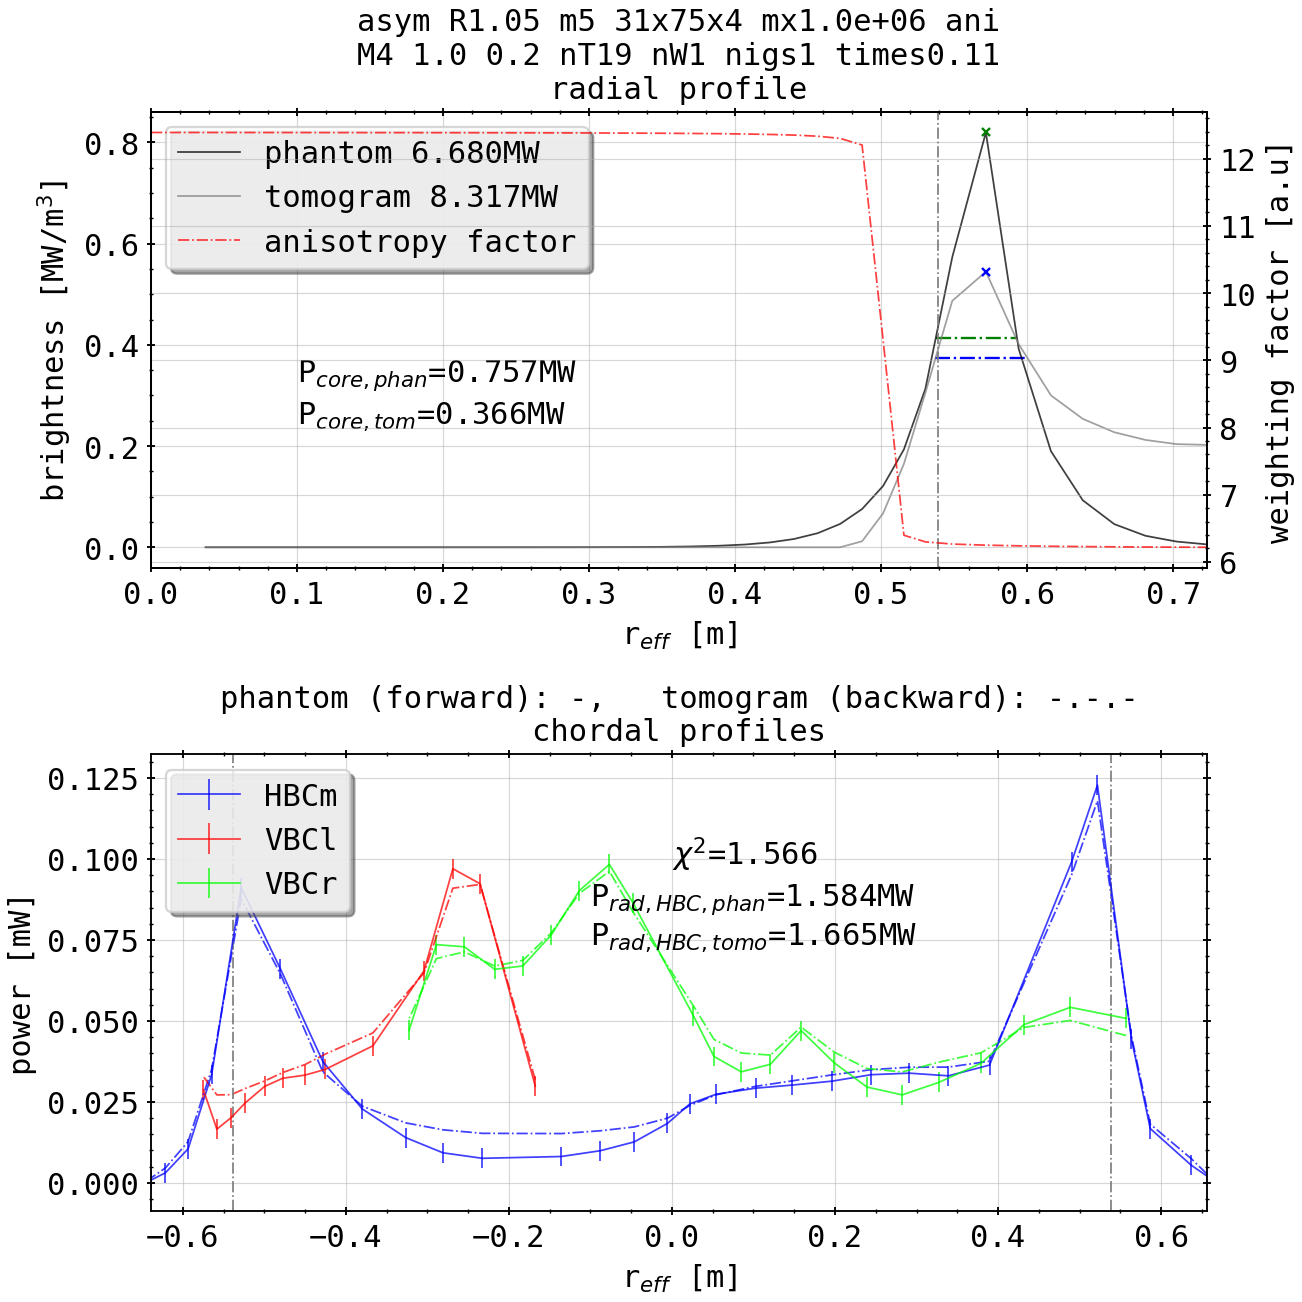 asym R1.05 m5 31x75x4 mx1.0e+06 ani
M4 1.0 0.2 nT19 nW1 nigs1 times0.11
radial profile
brightness [MW/m³]
0.8
0.6
0.4
0.2
0.0
phantom 6.680MW
tomogram 8.317MW
anisotropy factor
P_core,phan=0.757MW
P_core,tom=0.366MW
12
11
10
9
8
7
6
weighting factor [a.u]
0.0 0.1 0.2 0.3 0.4 0.5 0.6 0.7
r_eff [m]
phantom (forward): -, tomogram (backward): -.-.-
chordal profiles
power [mW]
0.125
0.100
0.075
0.050
0.025
0.000
HBCm
VBCl
VBCr
χ²=1.566
P_rad,HBC,phan=1.584MW
P_rad,HBC,tomo=1.665MW
−0.6 −0.4 −0.2 0.0 0.2 0.4 0.6
r_eff [m]